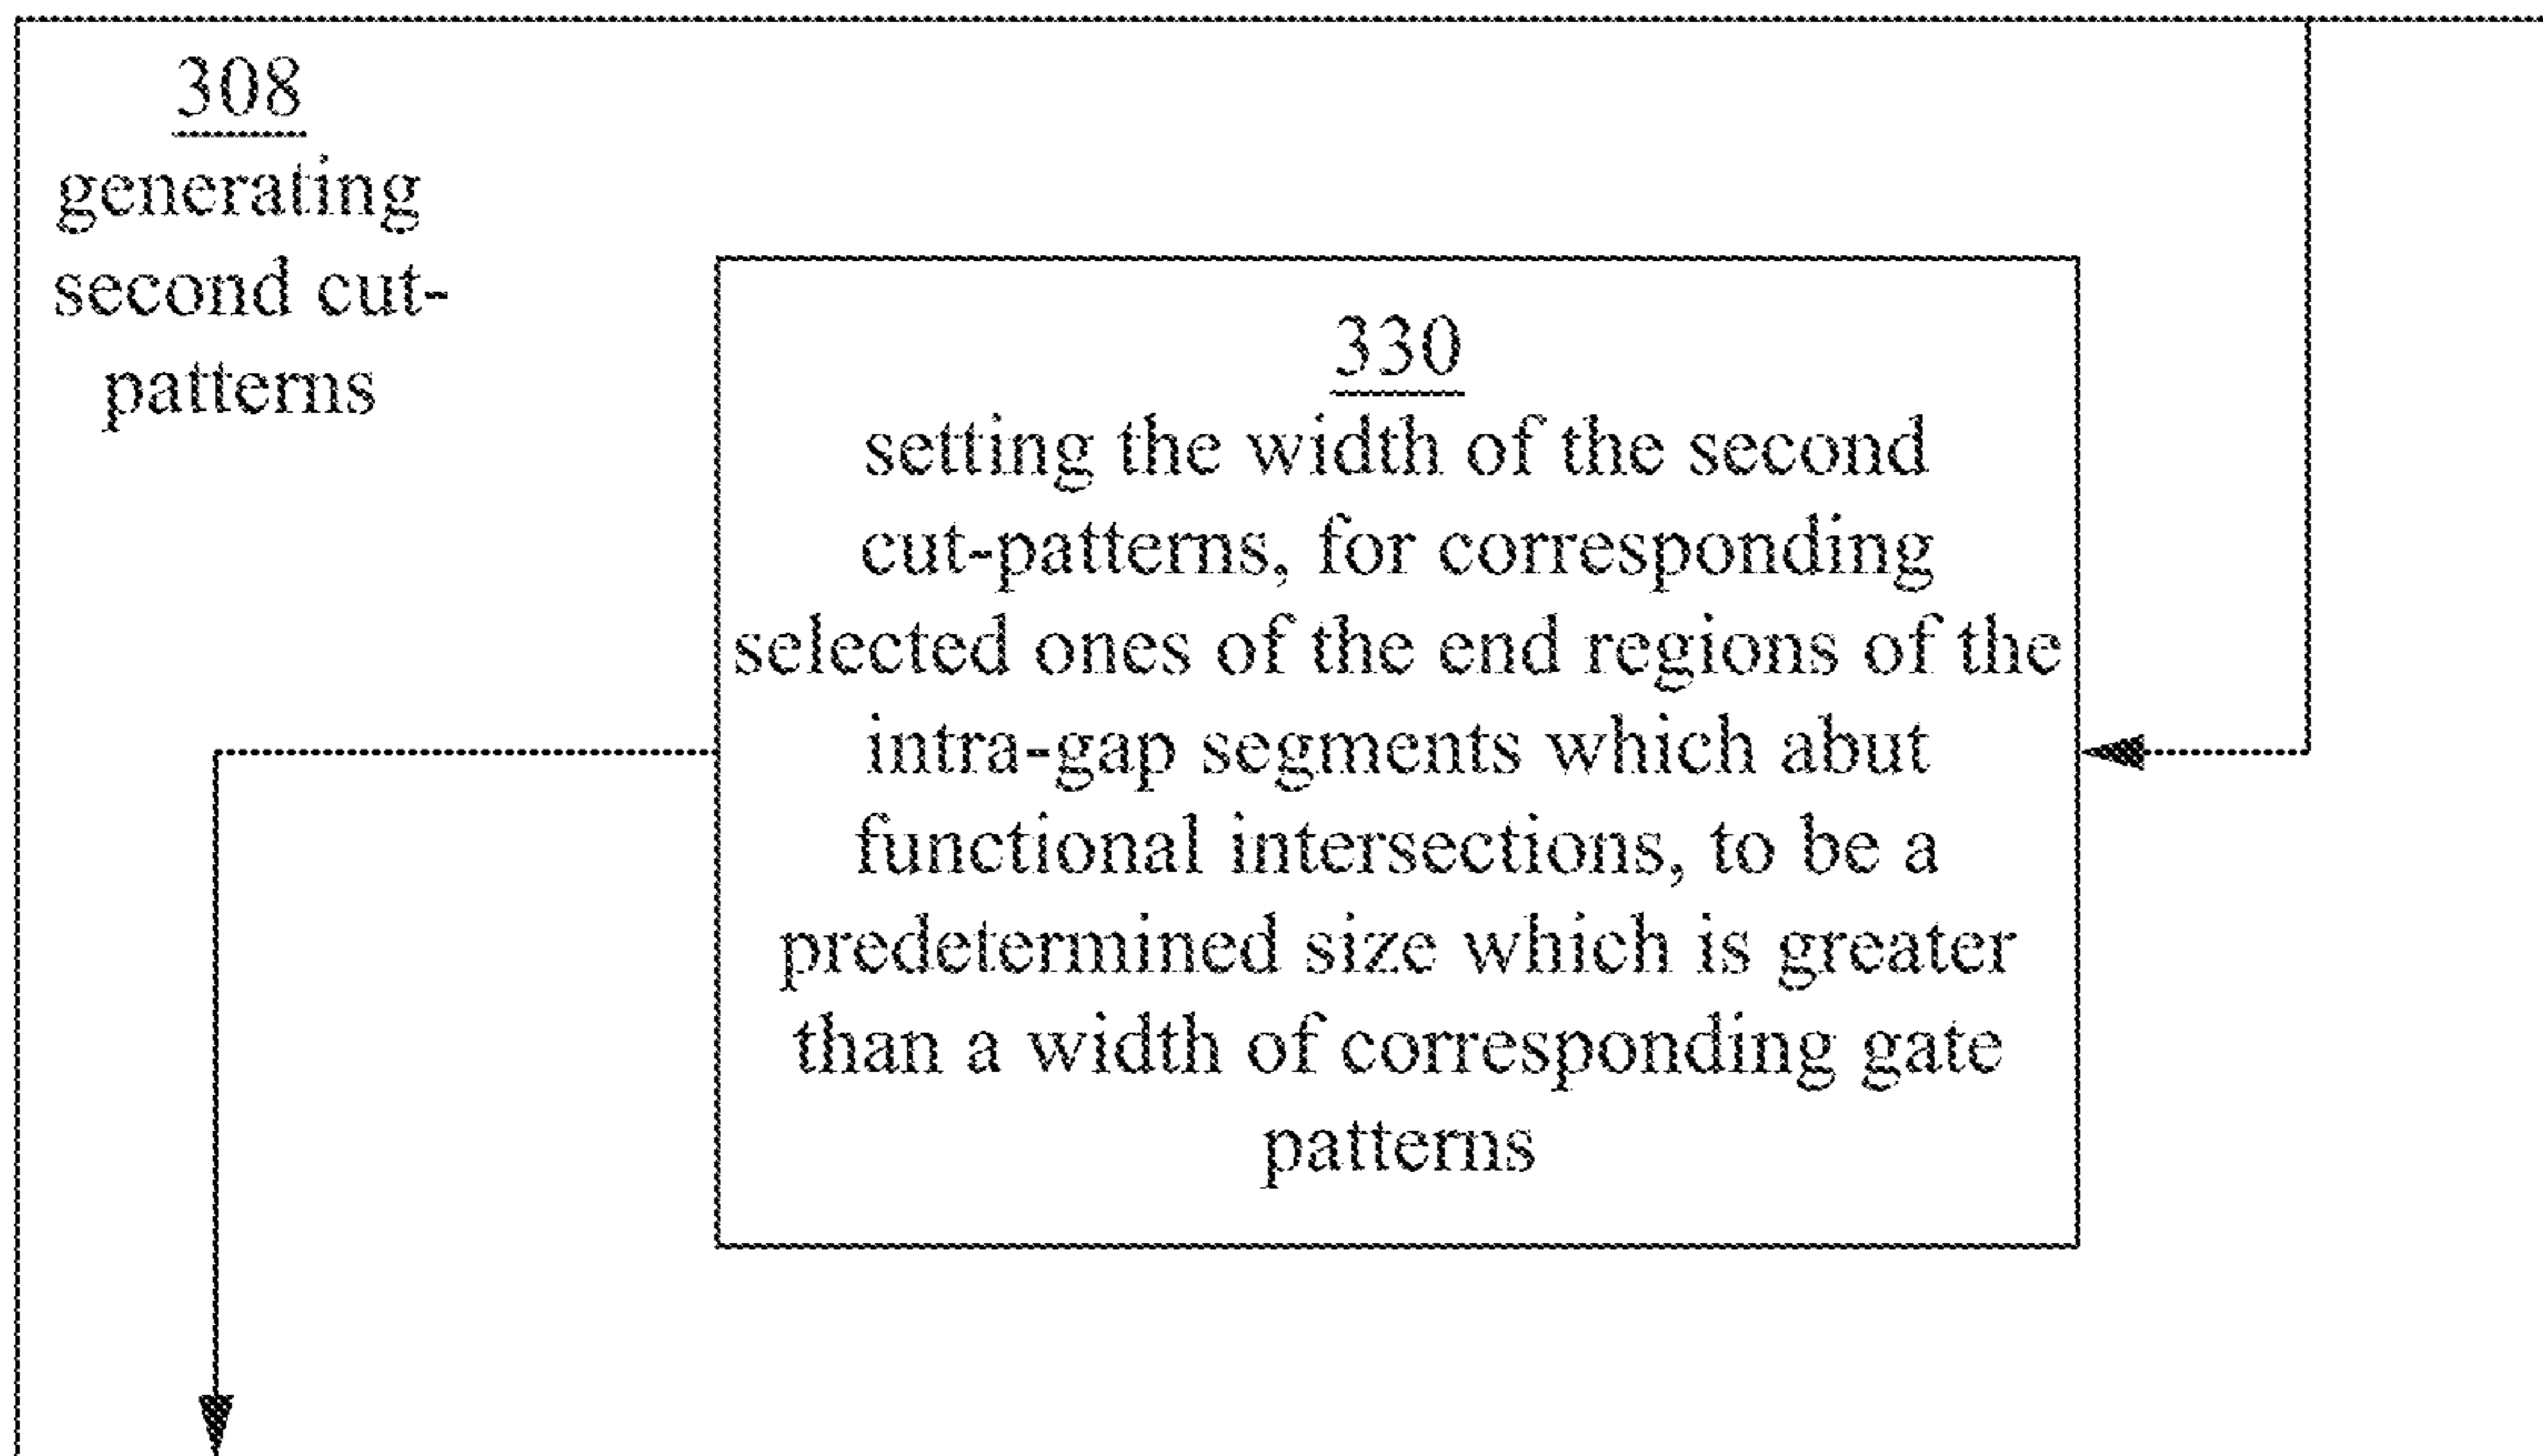 308
generating
second cut-
patterns
330
setting the width of the second
cut-patterns, for corresponding
selected ones of the end regions of the
intra-gap segments which abut
functional intersections, to be a
predetermined size which is greater
than a width of corresponding gate
patterns